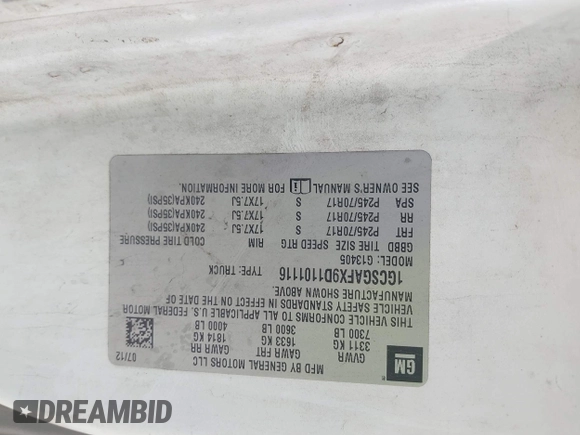 MFD BY GENERAL MOTORS LLC
07/12
GM
GVWR GAWR FRT GAWR RR
3311 KG 1633 KG 1814 KG
7300 LB 3600 LB 4000 LB
THIS VEHICLE CONFORMS TO ALL APPLICABLE U.S. FEDERAL MOTOR
VEHICLE SAFETY STANDARDS IN EFFECT ON THE DATE OF
MANUFACTURE SHOWN ABOVE.
1GCSGAFX9D1101116 TYPE: TRUCK
MODEL: G13405
GBBD TIRE SIZE SPEED RTG RIM COLD TIRE PRESSURE
FRT P245/70R17 S 17X7.5J 240KPA(35PSI)
RR P245/70R17 S 17X7.5J 240KPA(35PSI)
SPA P245/70R17 S 17X7.5J 240KPA(35PSI)
SEE OWNER'S MANUAL FOR MORE INFORMATION.
DREAMBID